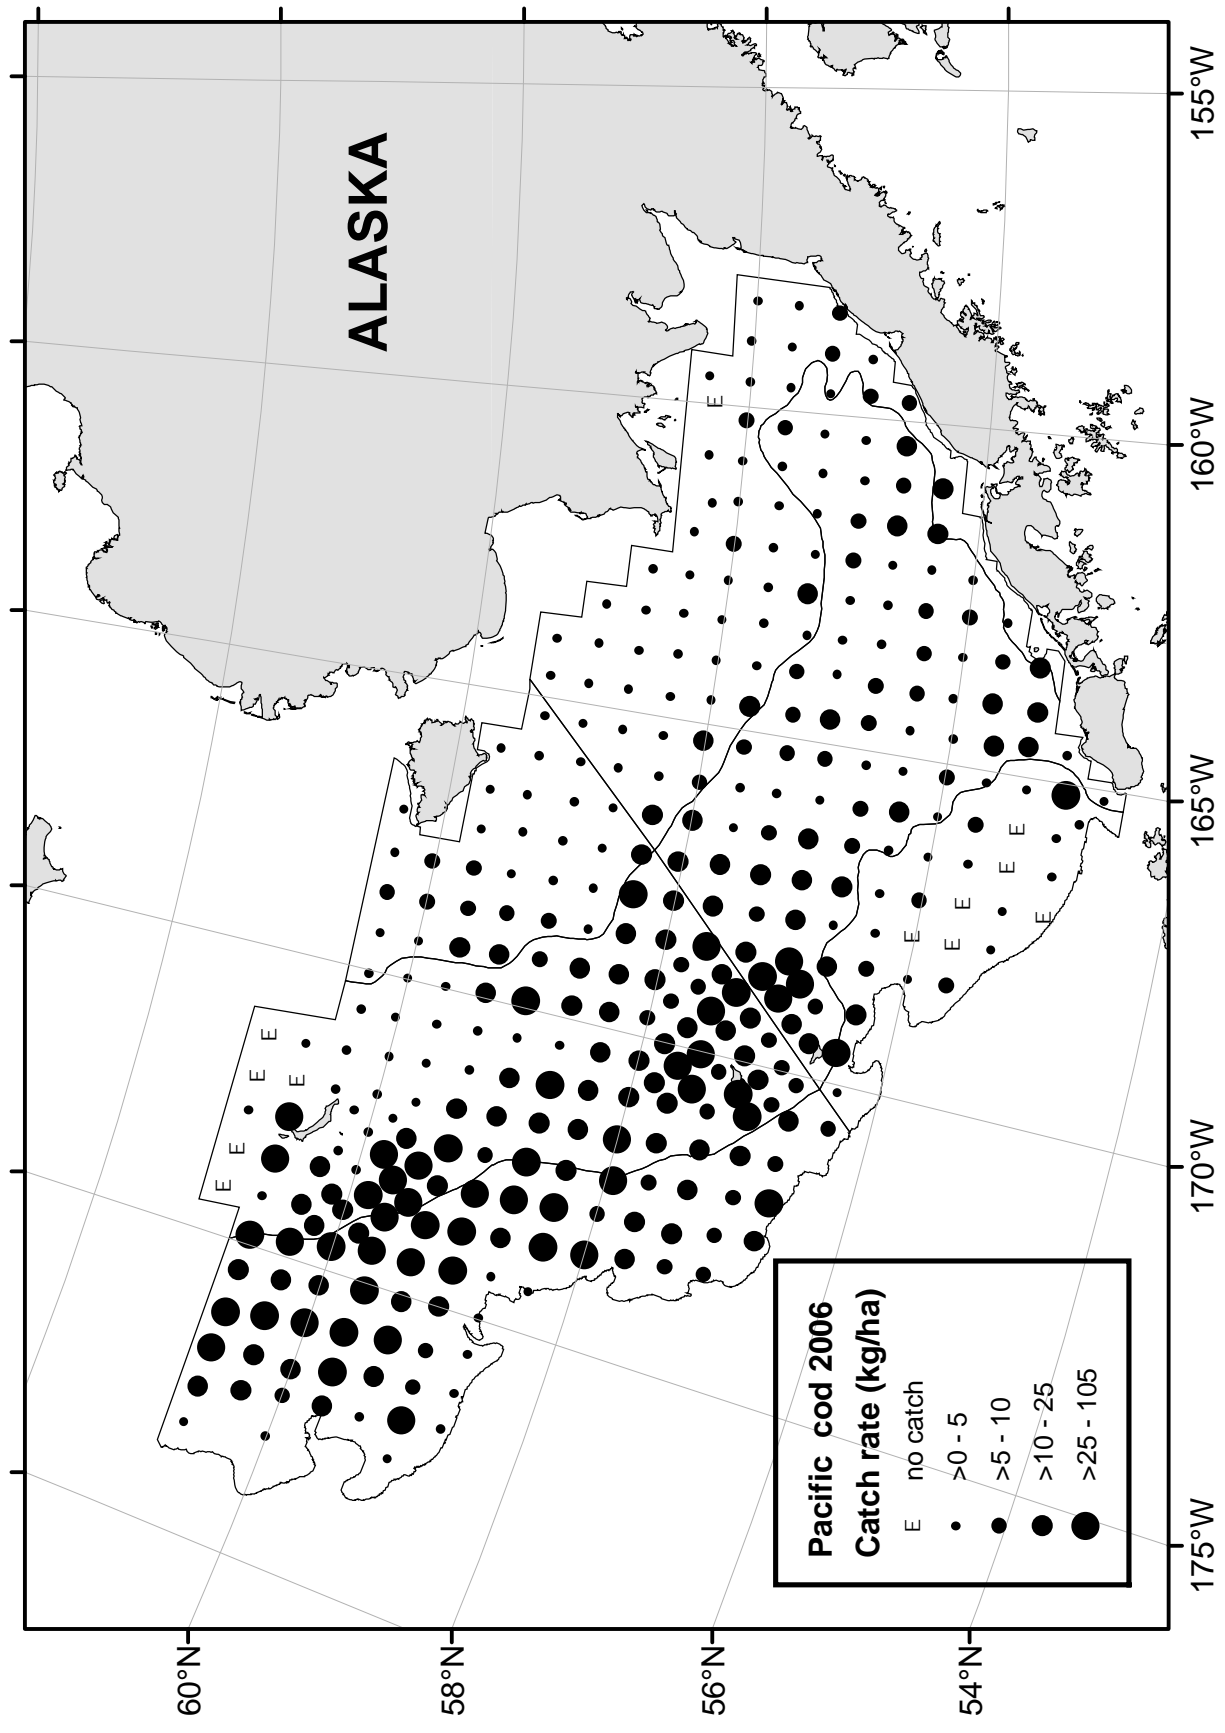 60°N
E
E
E
E
E
ALASKA
58°N
56°N
E
E
E
E
E
E
E
54°N
Pacific cod 2006
Catch rate (kg/ha)
E no catch
>0 - 5
>5 - 10
>10 - 25
>25 - 105
175°W
170°W
165°W
160°W
155°W